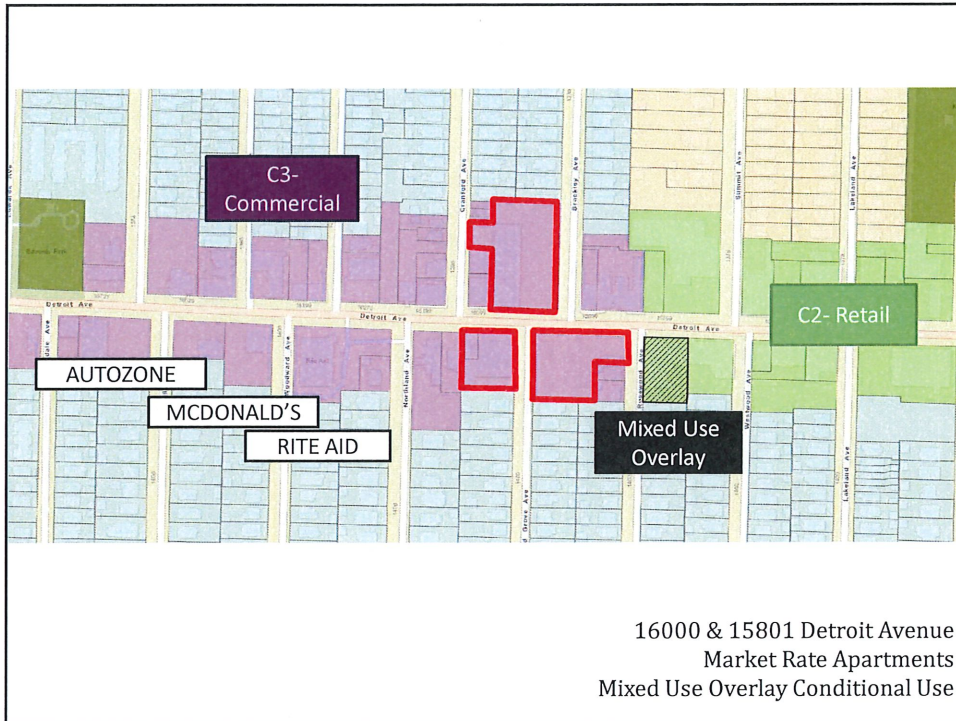 C3-
Commercial
Cranford Ave
Brockley Ave
Summit Ave
Lakeland Ave
Detroit Ave
Detroit Ave
Detroit Ave
C2- Retail
AUTOZONE
MCDONALD'S
RITE AID
Mixed Use
Overlay
Woodward Ave
Northland Ave
Grove Ave
Rosewood Ave
Westwood Ave
Lakeland Ave
16000 & 15801 Detroit Avenue
Market Rate Apartments
Mixed Use Overlay Conditional Use